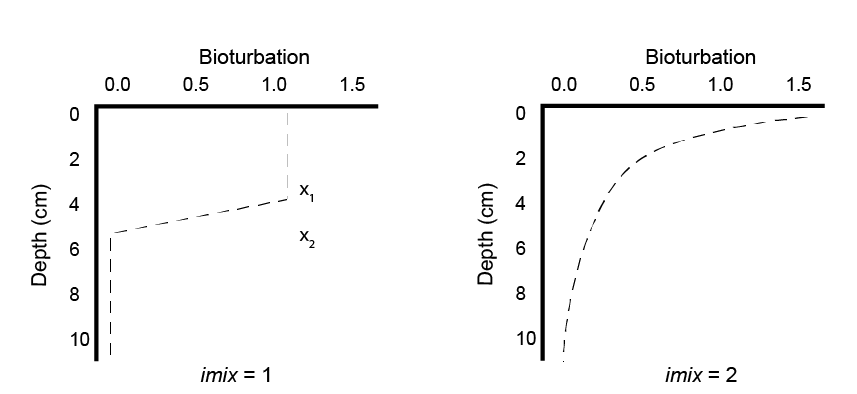 Bioturbation
0.0 0.5 1.0 1.5
0
2
4
6
8
10
Depth (cm)
x1
x2
imix = 1
Bioturbation
0.0 0.5 1.0 1.5
0
2
4
6
8
10
Depth (cm)
imix = 2